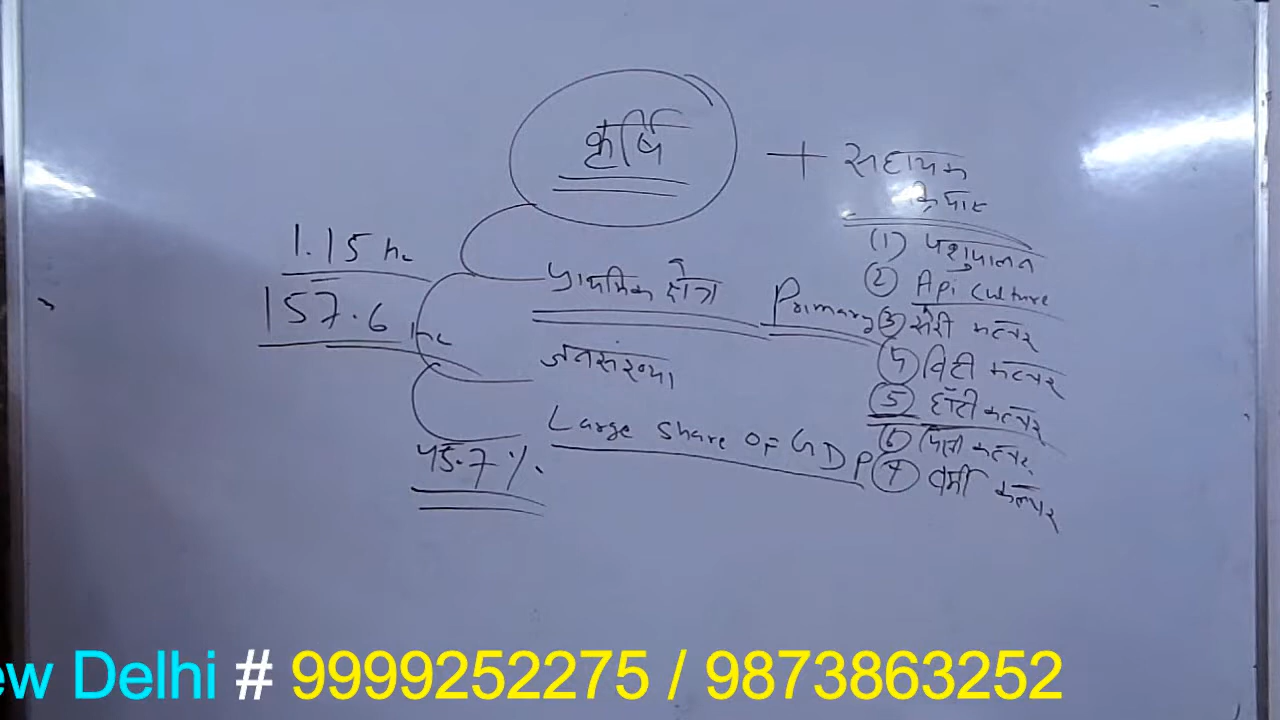 कृषि
+ सहायक
क्रियाए
(1) पशुपालन
(2) Api culture
(3) सेरी कल्चर
(4) विटी कल्चर
(5) हॉर्टी कल्चर
(6) पिसी कल्चर
(7) वर्मी कल्चर
1.15 hc
157.6 hc
प्राथमिक क्षेत्र Primary
जनसंख्या
Large share of GDP
45.7 %.
ew Delhi # 9999252275 / 9873863252